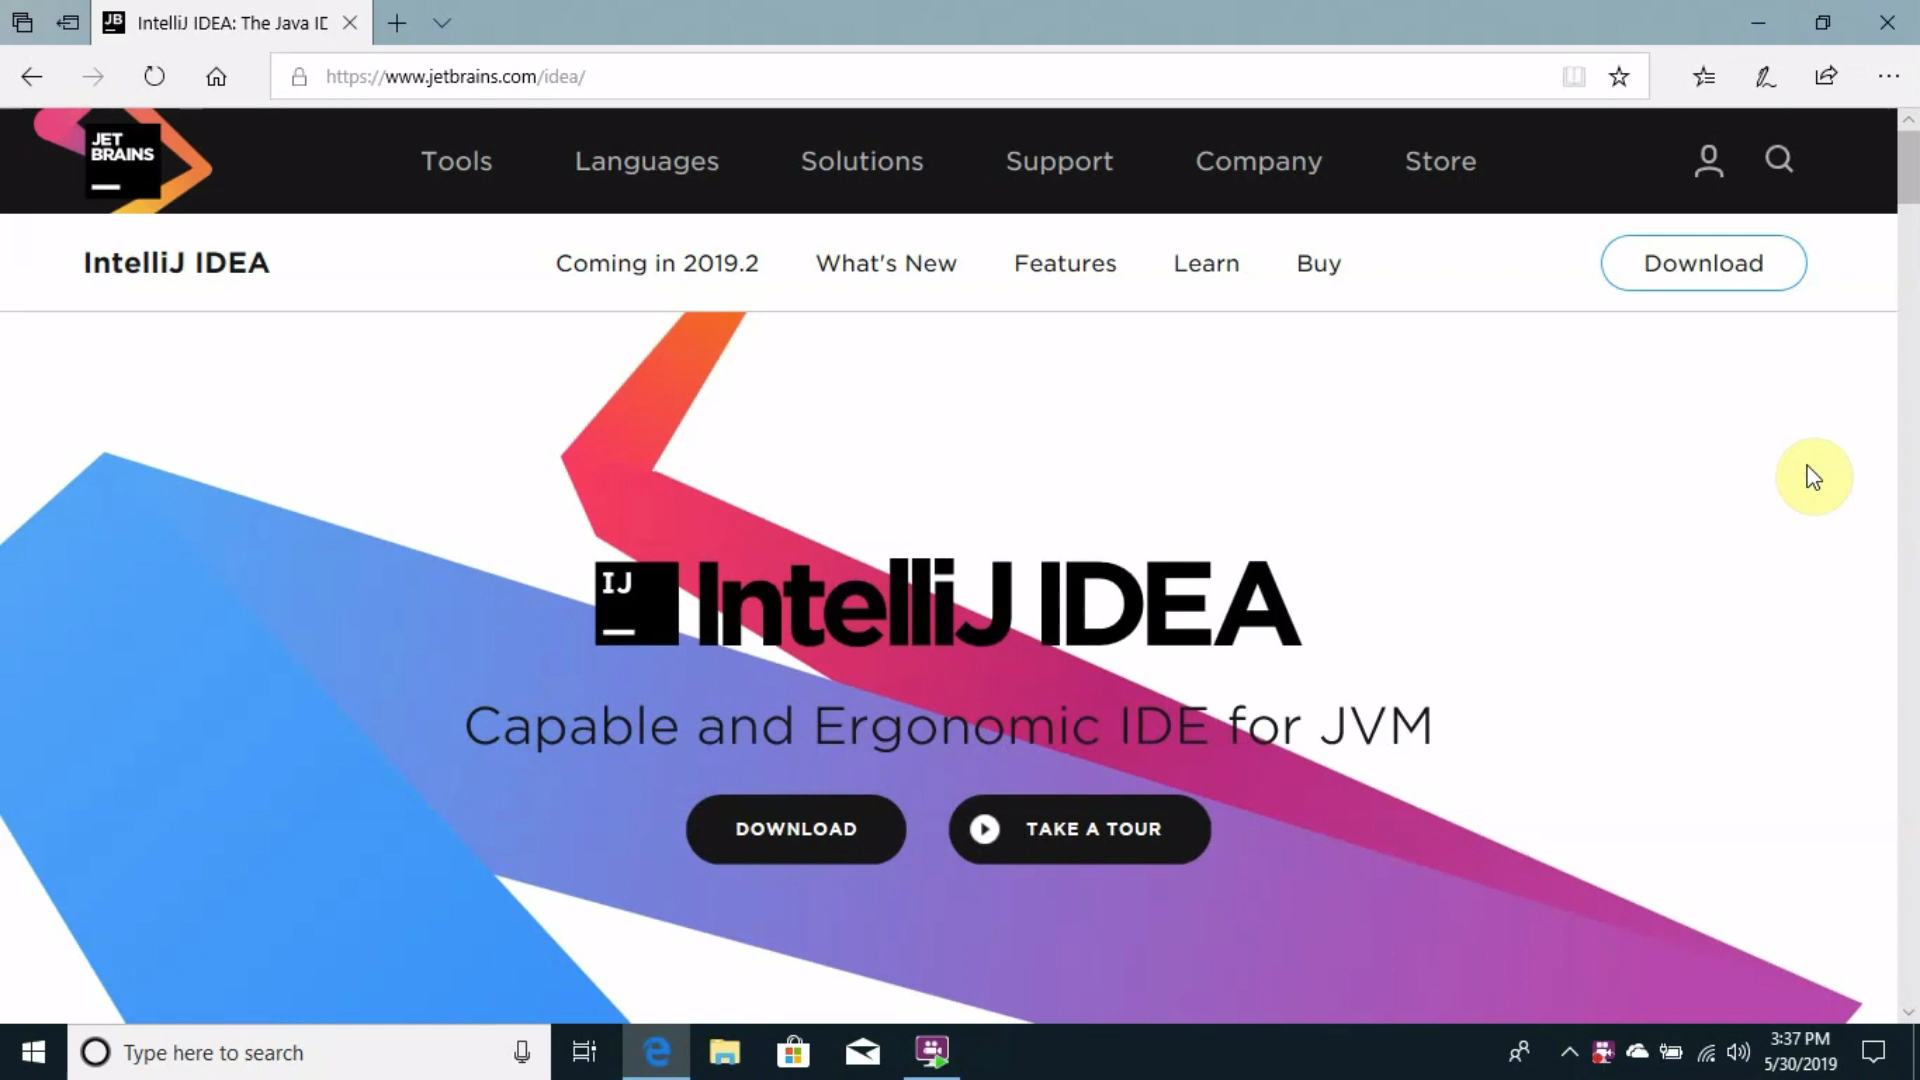 JB IntelliJ IDEA: The Java IC
https://www.jetbrains.com/idea/
JET
BRAINS
Tools Languages Solutions Support Company Store
IntelliJ IDEA Coming in 2019.2 What's New Features Learn Buy Download
IJ IntelliJ IDEA
Capable and Ergonomic IDE for JVM
DOWNLOAD TAKE A TOUR
Type here to search
3:37 PM
5/30/2019